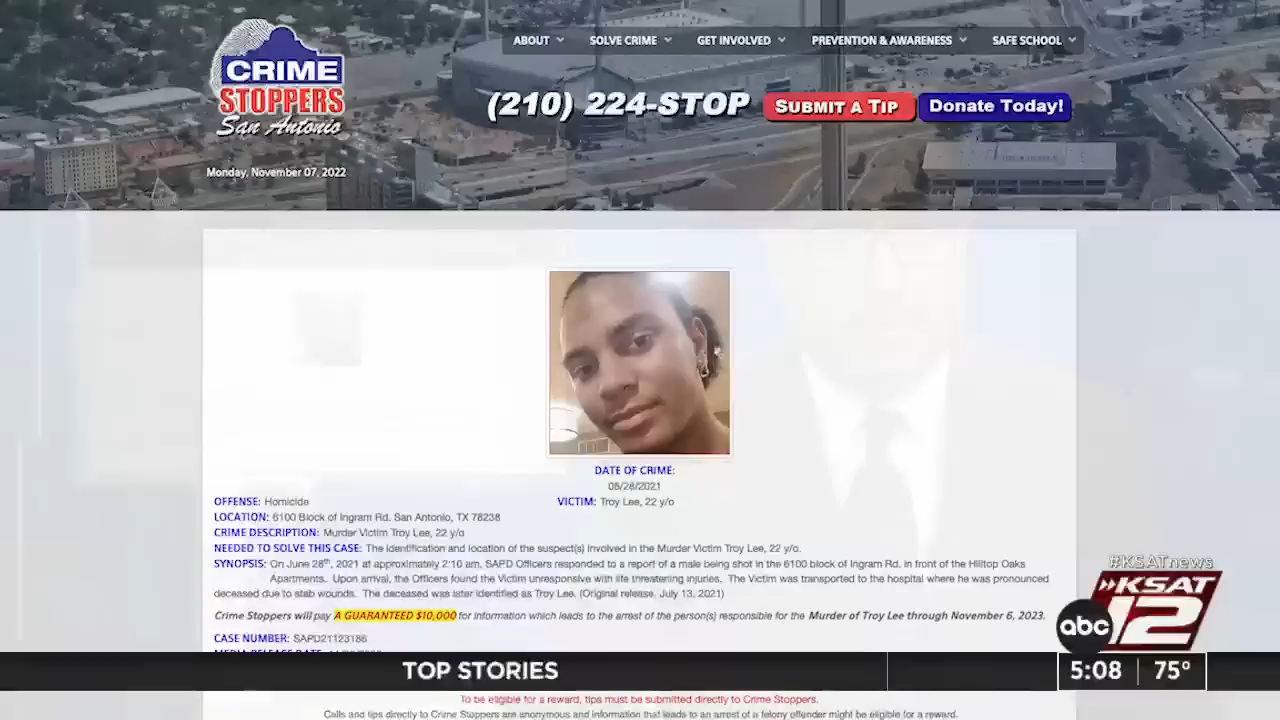 CRIME
STOPPERS
San Antonio
ABOUT
SOLVE CRIME
GET INVOLVED
PREVENTION & AWARENESS
SAFE SCHOOL
(210) 224-STOP
SUBMIT A TIP
Donate Today!
Monday, November 07, 2022
DATE OF CRIME:
06/28/2021
OFFENSE: Homicide
VICTIM: Troy Lee, 22 y/o
LOCATION: 6100 Block of Ingram Rd. San Antonio, TX 78238
CRIME DESCRIPTION: Murder Victim Troy Lee, 22 y/o
NEEDED TO SOLVE THIS CASE: The identification and location of the suspect(s) involved in the Murder Victim Troy Lee, 22 y/o.
SYNOPSIS: On June 28th, 2021 at approximately 2:10 am, SAPD Officers responded to a report of a male being shot in the 6100 block of Ingram Rd. in front of the Hilltop Oaks
Apartments. Upon arrival, the Officers found the Victim unresponsive with life threatening injuries. The Victim was transported to the hospital where he was pronounced
deceased due to stab wounds. The deceased was later identified as Troy Lee. (Original release. July 13, 2021)
Crime Stoppers will pay A GUARANTEED $10,000 for information which leads to the arrest of the person(s) responsible for the Murder of Troy Lee through November 6, 2023.
CASE NUMBER: SAPD21123186
#KSATnews
KSAT
12
abc
TOP STORIES
5:08
75°
To be eligible for a reward, tips must be submitted directly to Crime Stoppers.
Calls and tips directly to Crime Stoppers are anonymous and information that leads to an arrest of a felony offender might be eligible for a reward.